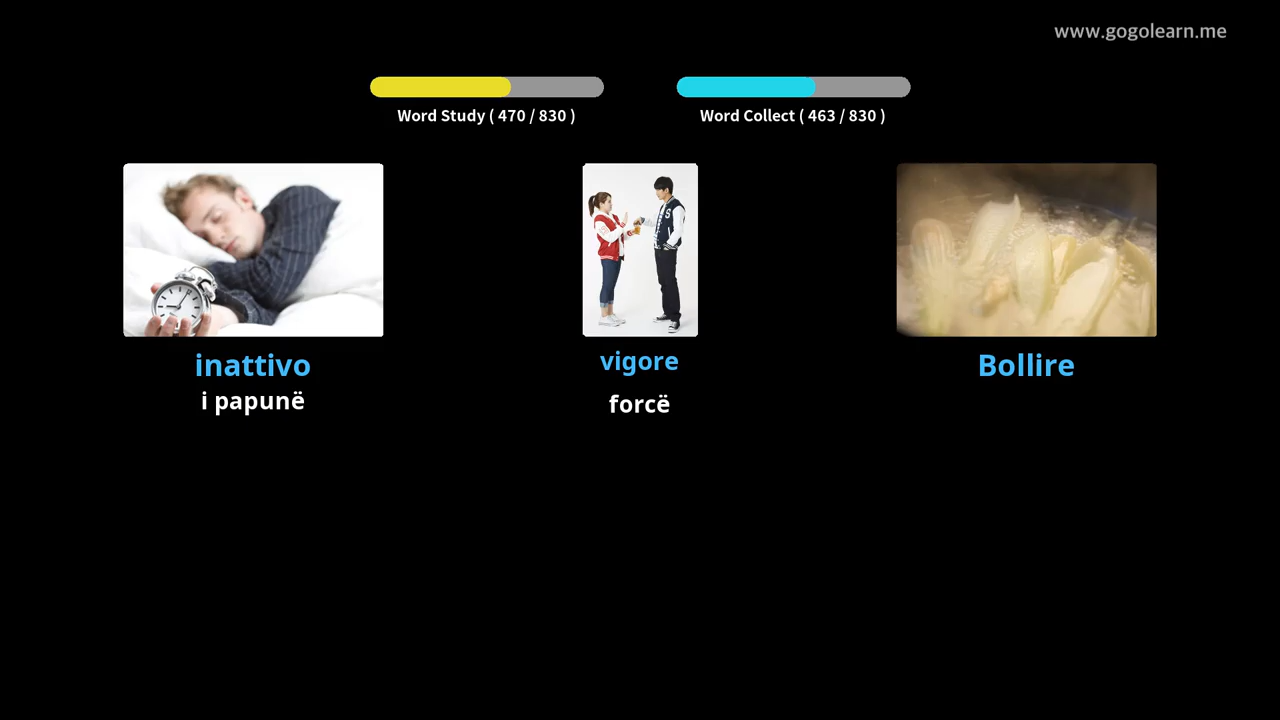 www.gogolearn.me
Word Study ( 470 / 830 )
Word Collect ( 463 / 830 )
inattivo
i papunë
vigore
forcë
Bollire